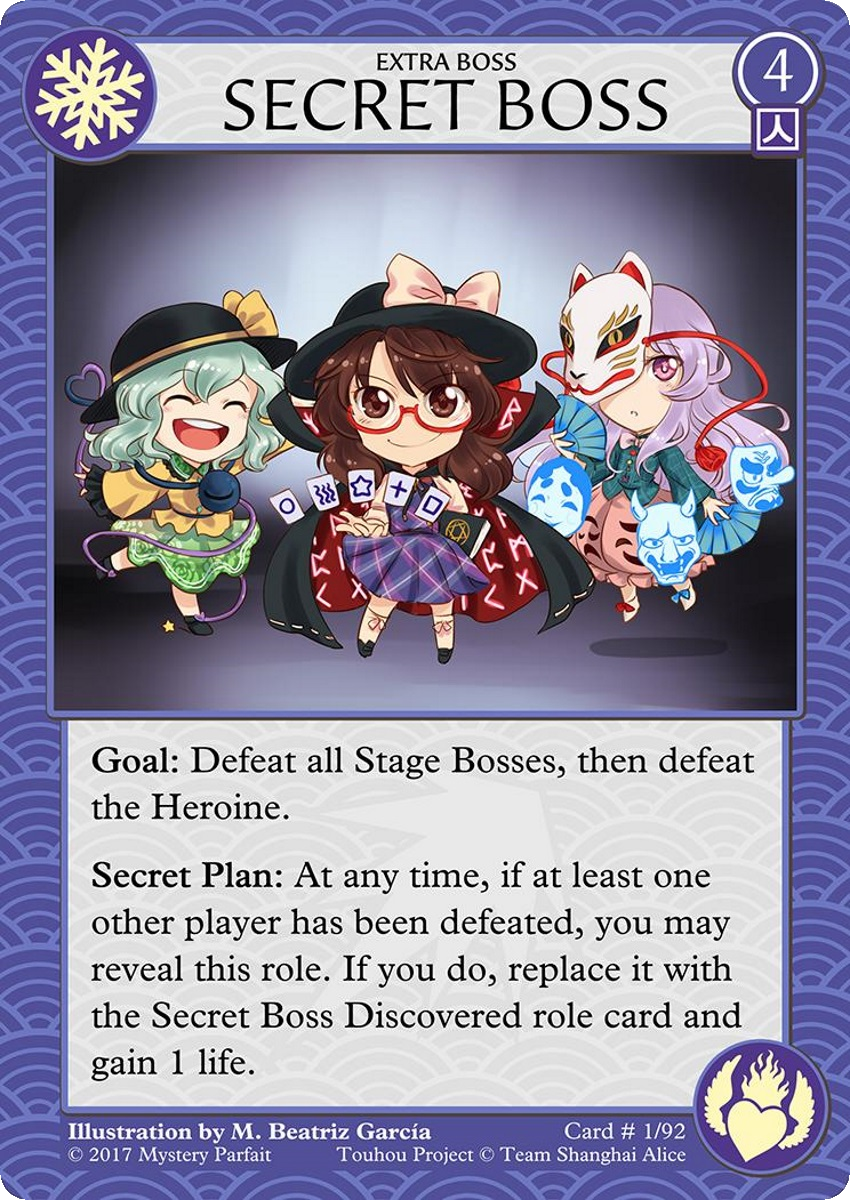 EXTRA BOSS
SECRET BOSS
4
人
Goal: Defeat all Stage Bosses, then defeat
the Heroine.
Secret Plan: At any time, if at least one
other player has been defeated, you may
reveal this role. If you do, replace it with
the Secret Boss Discovered role card and
gain 1 life.
Illustration by M. Beatriz García
Card # 1/92
© 2017 Mystery Parfait
Touhou Project © Team Shanghai Alice